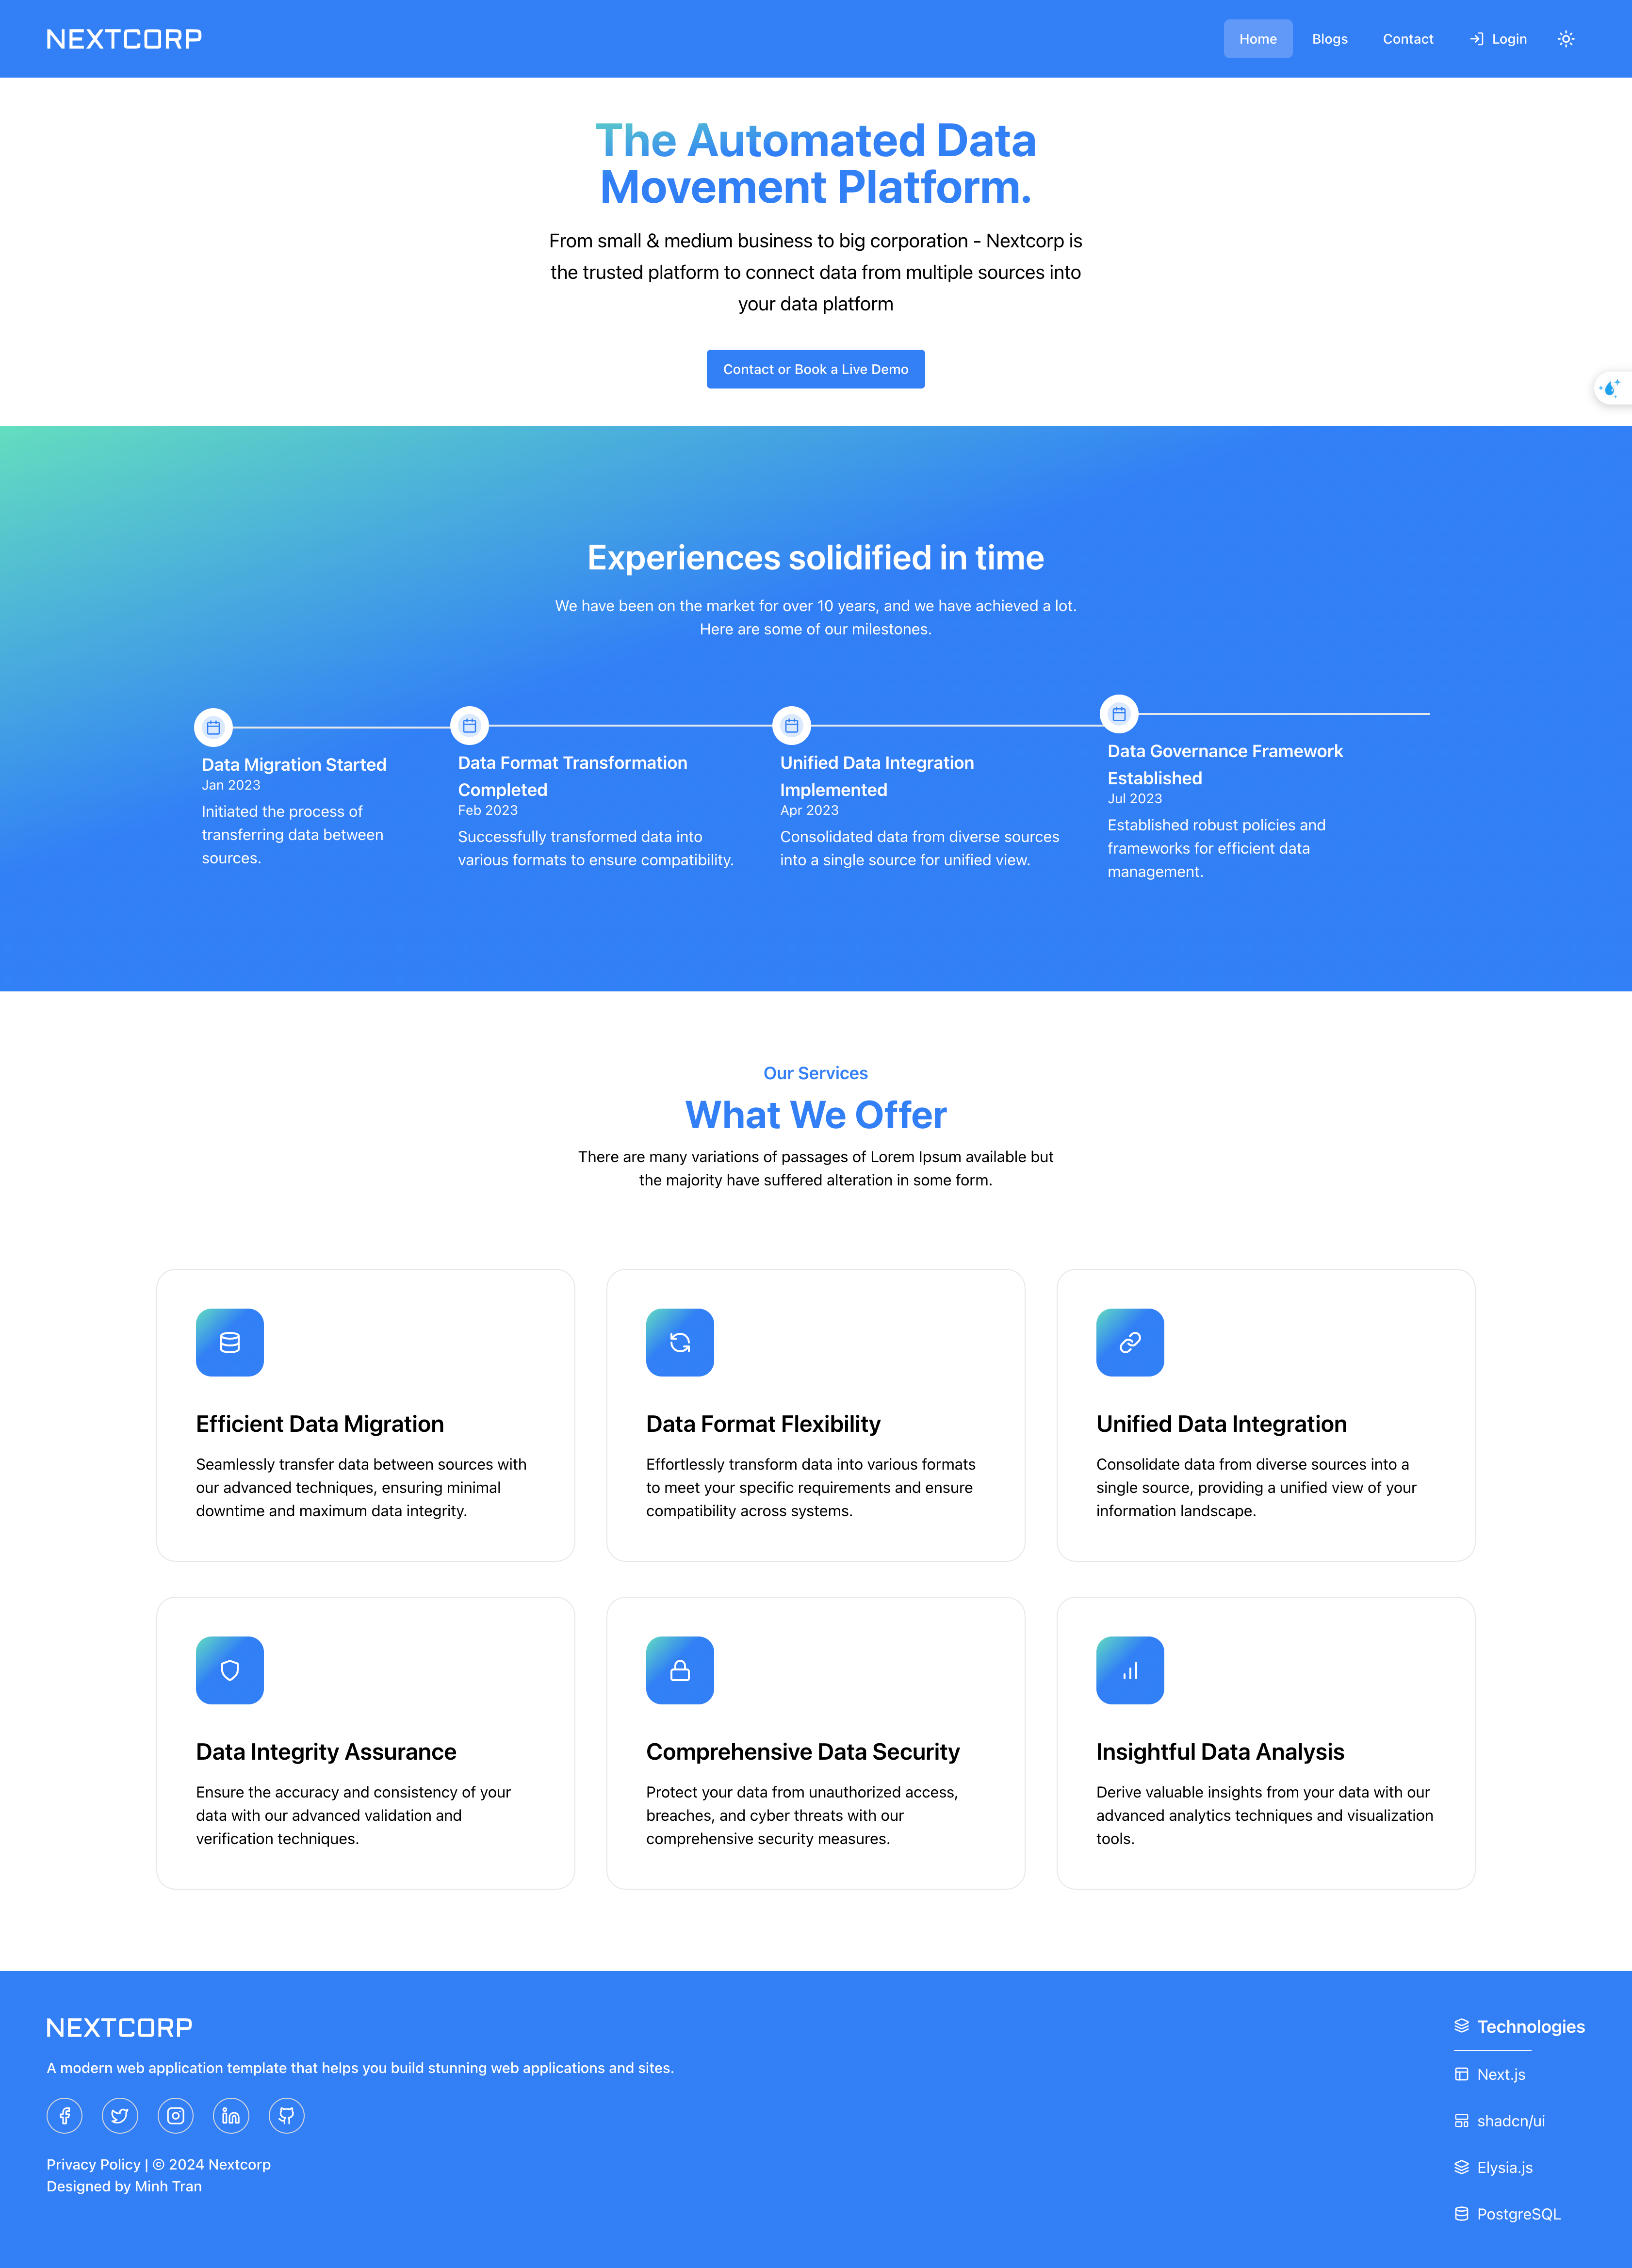 NEXTCORP
Home
Blogs
Contact
Login
The Automated Data
Movement Platform.
From small & medium business to big corporation - Nextcorp is
the trusted platform to connect data from multiple sources into
your data platform
Contact or Book a Live Demo
Experiences solidified in time
We have been on the market for over 10 years, and we have achieved a lot.
Here are some of our milestones.
Data Migration Started
Jan 2023
Initiated the process of
transferring data between
sources.
Data Format Transformation
Completed
Feb 2023
Successfully transformed data into
various formats to ensure compatibility.
Unified Data Integration
Implemented
Apr 2023
Consolidated data from diverse sources
into a single source for unified view.
Data Governance Framework
Established
Jul 2023
Established robust policies and
frameworks for efficient data
management.
Our Services
What We Offer
There are many variations of passages of Lorem Ipsum available but
the majority have suffered alteration in some form.
Efficient Data Migration
Seamlessly transfer data between sources with
our advanced techniques, ensuring minimal
downtime and maximum data integrity.
Data Format Flexibility
Effortlessly transform data into various formats
to meet your specific requirements and ensure
compatibility across systems.
Unified Data Integration
Consolidate data from diverse sources into a
single source, providing a unified view of your
information landscape.
Data Integrity Assurance
Ensure the accuracy and consistency of your
data with our advanced validation and
verification techniques.
Comprehensive Data Security
Protect your data from unauthorized access,
breaches, and cyber threats with our
comprehensive security measures.
Insightful Data Analysis
Derive valuable insights from your data with our
advanced analytics techniques and visualization
tools.
NEXTCORP
A modern web application template that helps you build stunning web applications and sites.
Privacy Policy | © 2024 Nextcorp
Designed by Minh Tran
Technologies
Next.js
shadcn/ui
Elysia.js
PostgreSQL